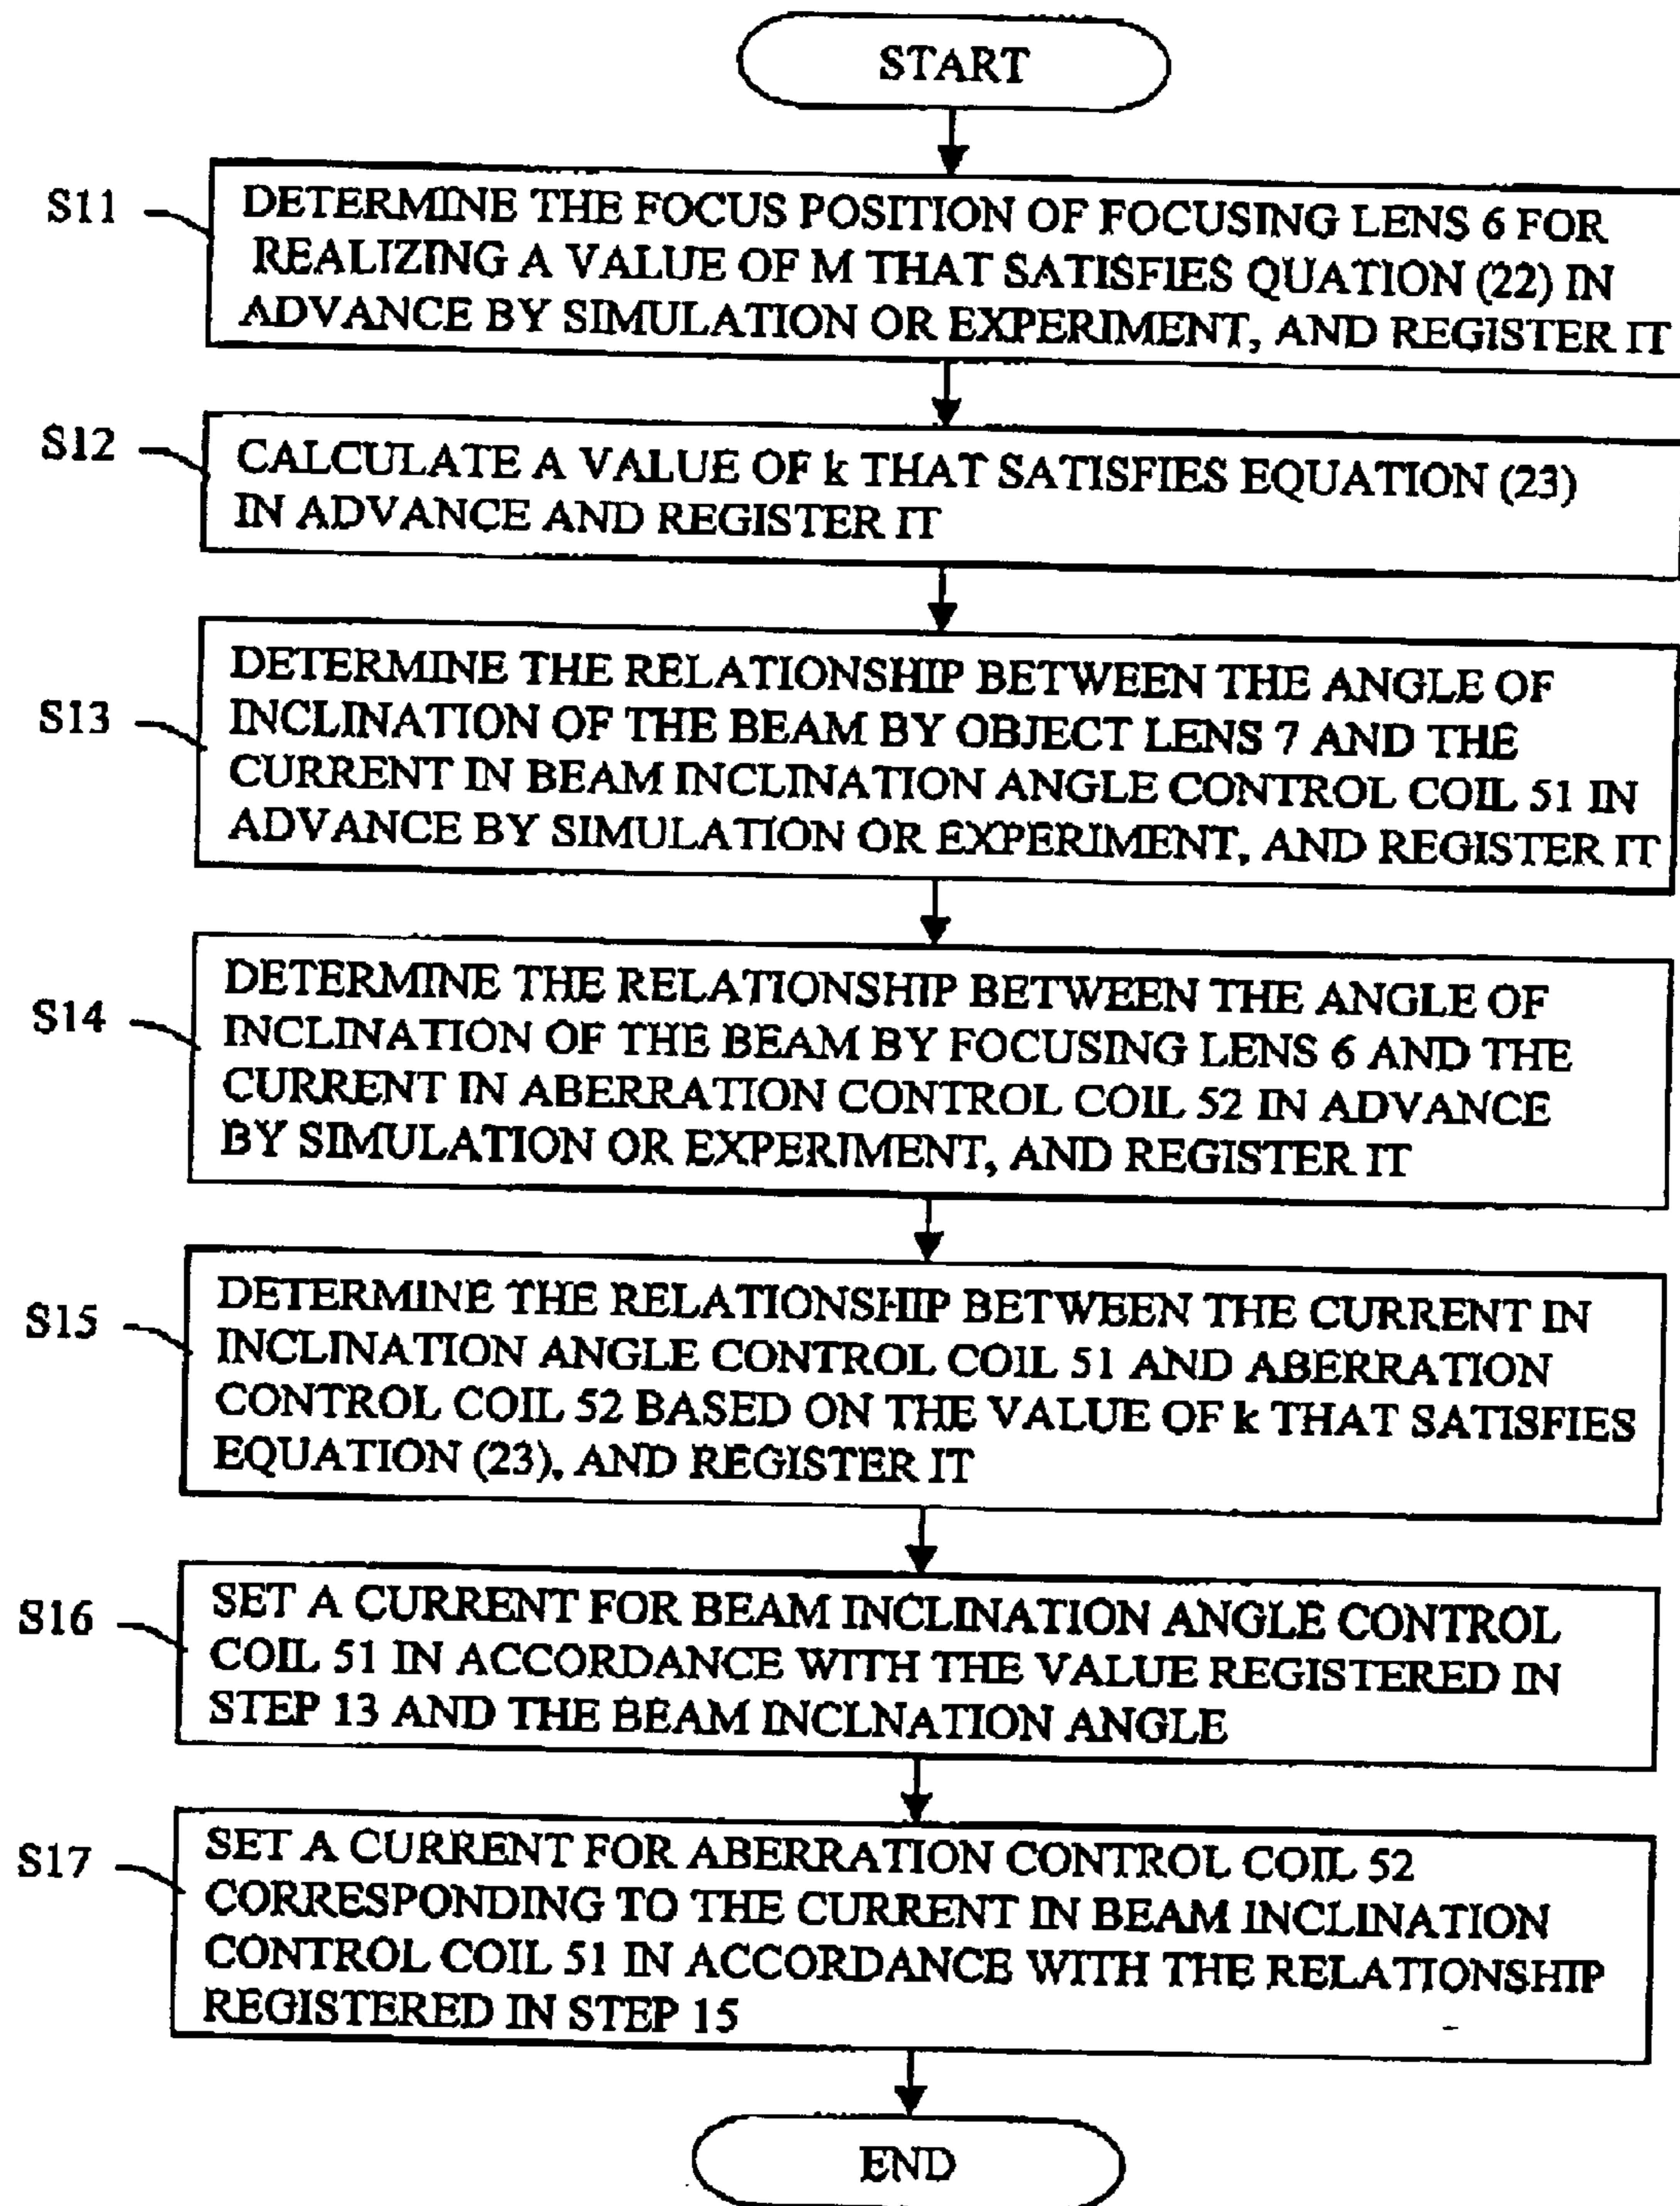 START
S11
DETERMINE THE FOCUS POSITION OF FOCUSING LENS 6 FOR
REALIZING A VALUE OF M THAT SATISFIES QUATION (22) IN
ADVANCE BY SIMULATION OR EXPERIMENT, AND REGISTER IT
S12
CALCULATE A VALUE OF k THAT SATISFIES EQUATION (23)
IN ADVANCE AND REGISTER IT
S13
DETERMINE THE RELATIONSHIP BETWEEN THE ANGLE OF
INCLINATION OF THE BEAM BY OBJECT LENS 7 AND THE
CURRENT IN BEAM INCLINATION ANGLE CONTROL COIL 51 IN
ADVANCE BY SIMULATION OR EXPERIMENT, AND REGISTER IT
S14
DETERMINE THE RELATIONSHIP BETWEEN THE ANGLE OF
INCLINATION OF THE BEAM BY FOCUSING LENS 6 AND THE
CURRENT IN ABERRATION CONTROL COIL 52 IN ADVANCE
BY SIMULATION OR EXPERIMENT, AND REGISTER IT
S15
DETERMINE THE RELATIONSHIP BETWEEN THE CURRENT IN
INCLINATION ANGLE CONTROL COIL 51 AND ABERRATION
CONTROL COIL 52 BASED ON THE VALUE OF k THAT SATISFIES
EQUATION (23), AND REGISTER IT
S16
SET A CURRENT FOR BEAM INCLINATION ANGLE CONTROL
COIL 51 IN ACCORDANCE WITH THE VALUE REGISTERED IN
STEP 13 AND THE BEAM INCLNATION ANGLE
S17
SET A CURRENT FOR ABERRATION CONTROL COIL 52
CORRESPONDING TO THE CURRENT IN BEAM INCLINATION
CONTROL COIL 51 IN ACCORDANCE WITH THE RELATIONSHIP
REGISTERED IN STEP 15
END